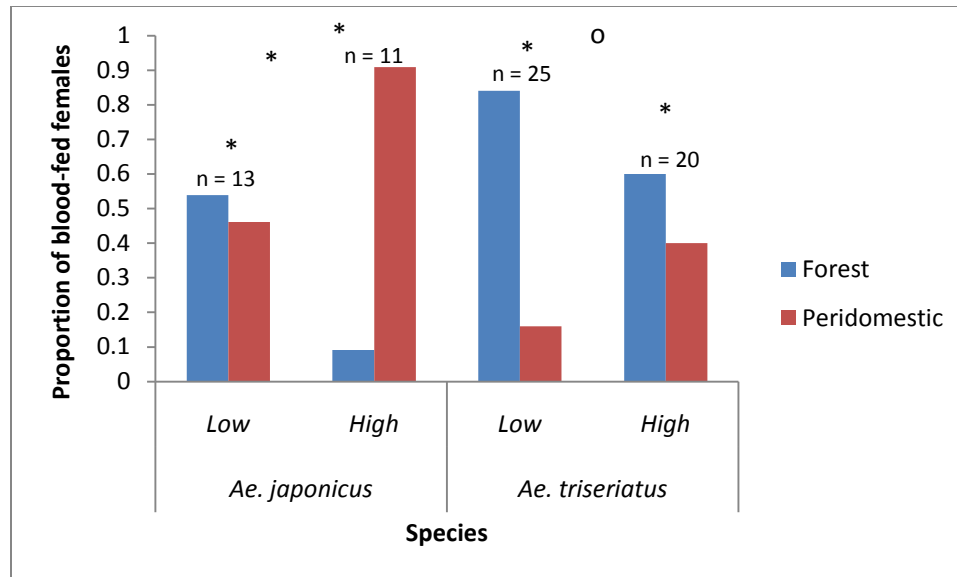 Proportion of blood-fed females
1
0.9
0.8
0.7
0.6
0.5
0.4
0.3
0.2
0.1
0
*
*
*
o
n = 11
n = 25
*
*
n = 13
n = 20
Low
High
Low
High
Ae. japonicus
Ae. triseriatus
Species
Forest
Peridomestic